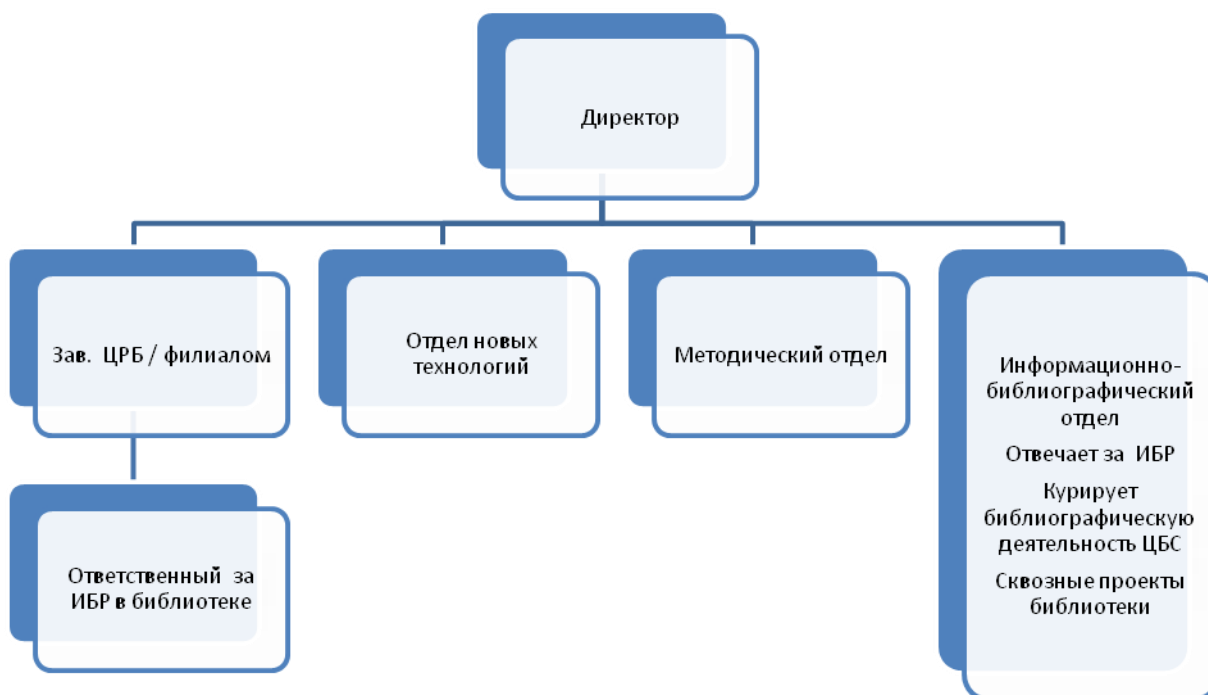 Директор
Зав. ЦРБ / филиалом
Отдел новых
технологий
Методический отдел
Информационно-
библиографический
отдел
Отвечает за ИБР
Курирует
библиографическую
деятельность ЦБС
Сквозные проекты
библиотеки
Ответственный за
ИБР в библиотеке